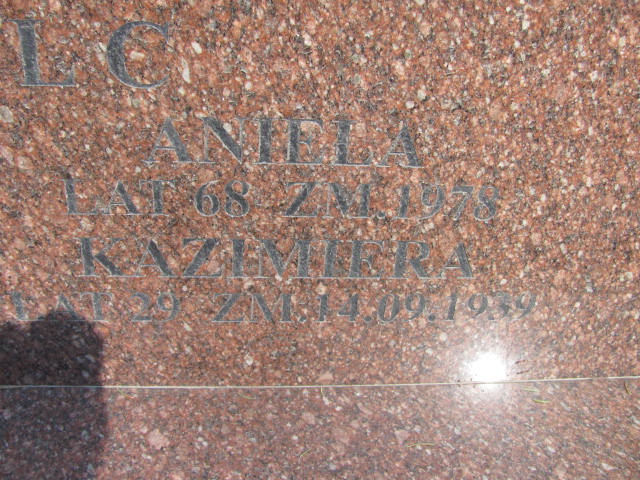 LC
ANIELA
LAT 68 ZM.1978
KAZIMIERA
LAT 29 ZM.14.09.1939